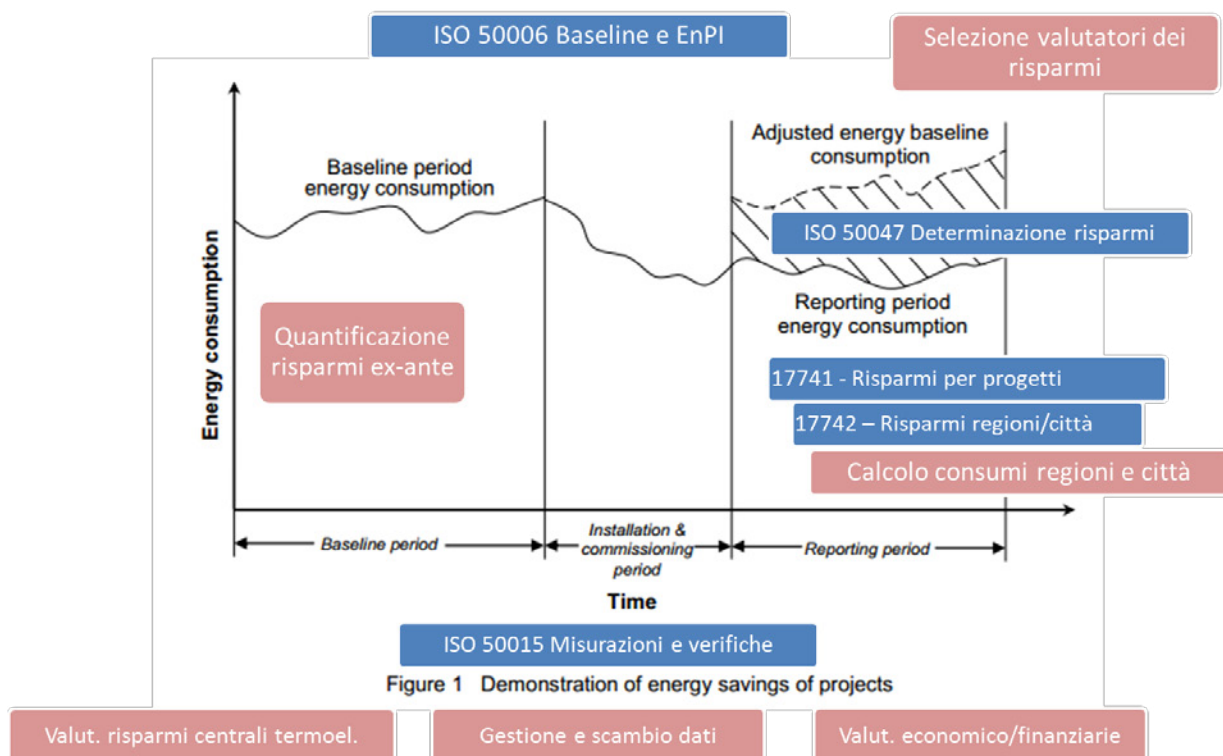 ISO 50006 Baseline e EnPI
Selezione valutatori dei
risparmi
Adjusted energy baseline
consumption
Baseline period
energy consumption
ISO 50047 Determinazione risparmi
Reporting period
energy consumption
Energy consumption
Quantificazione
risparmi ex-ante
17741 - Risparmi per progetti
17742 – Risparmi regioni/città
Calcolo consumi regioni e città
Baseline period
Installation &
commissioning
period
Reporting period
Time
ISO 50015 Misurazioni e verifiche
Figure 1 Demonstration of energy savings of projects
Valut. risparmi centrali termoel.
Gestione e scambio dati
Valut. economico/finanziarie